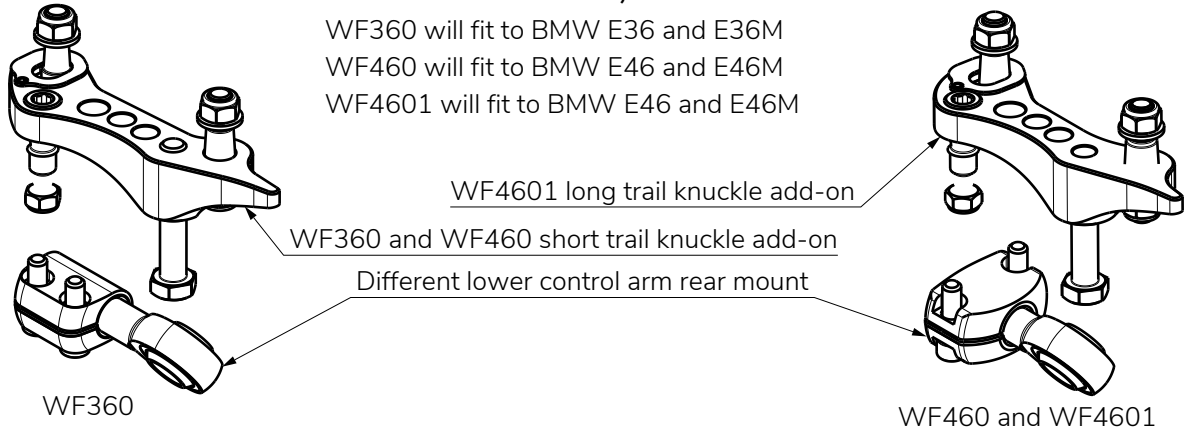 WF360 will fit to BMW E36 and E36M
WF460 will fit to BMW E46 and E46M
WF4601 will fit to BMW E46 and E46M
WF4601 long trail knuckle add-on
WF360 and WF460 short trail knuckle add-on
Different lower control arm rear mount
WF360
WF460 and WF4601